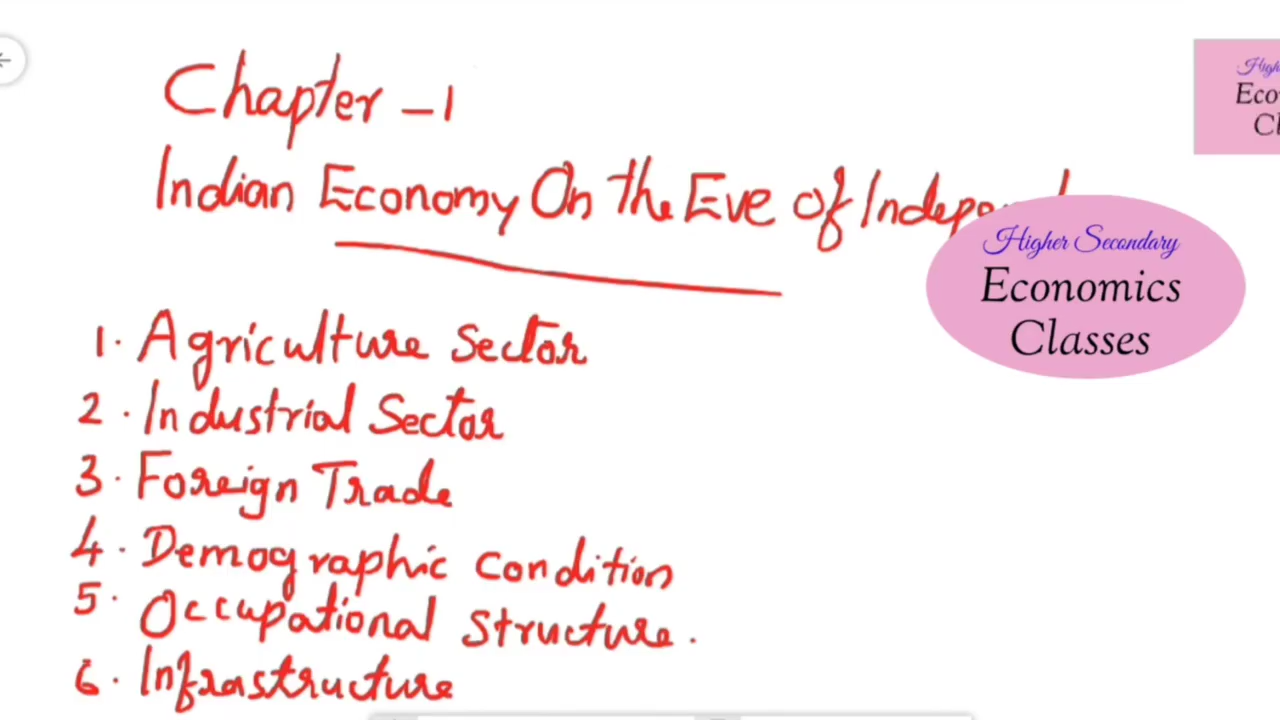 Chapter - 1
Indian Economy On the Eve of
Higher Secondary
Economics
Classes
1. Agriculture Sector
2. Industrial Sector
3. Foreign Trade
4. Demographic condition
5. Occupational structure.
6. Infrastructure